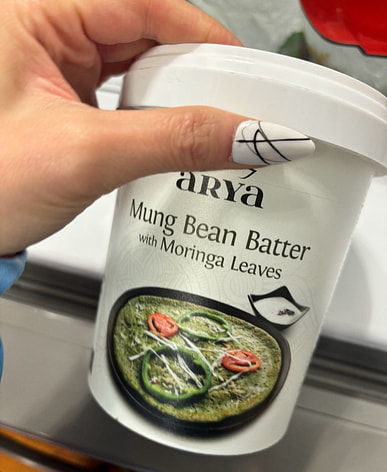 aRya
Mung Bean Batter
with Moringa Leaves